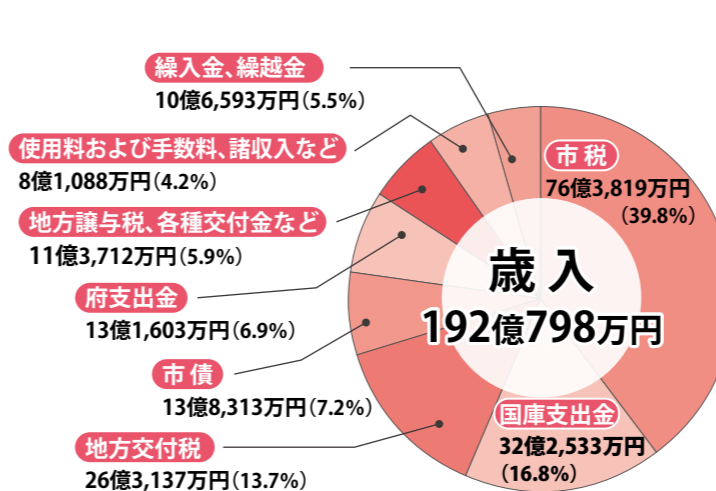 繰入金、繰越金
10億6,593万円(5.5%)
使用料および手数料、諸収入など
8億1,088万円(4.2%)
地方譲与税、各種交付金など
11億3,712万円(5.9%)
府支出金
13億1,603万円(6.9%)
市債
13億8,313万円(7.2%)
地方交付税
26億3,137万円(13.7%)
市税
76億3,819万円
(39.8%)
歳入
192億798万円
国庫支出金
32億2,533万円
(16.8%)